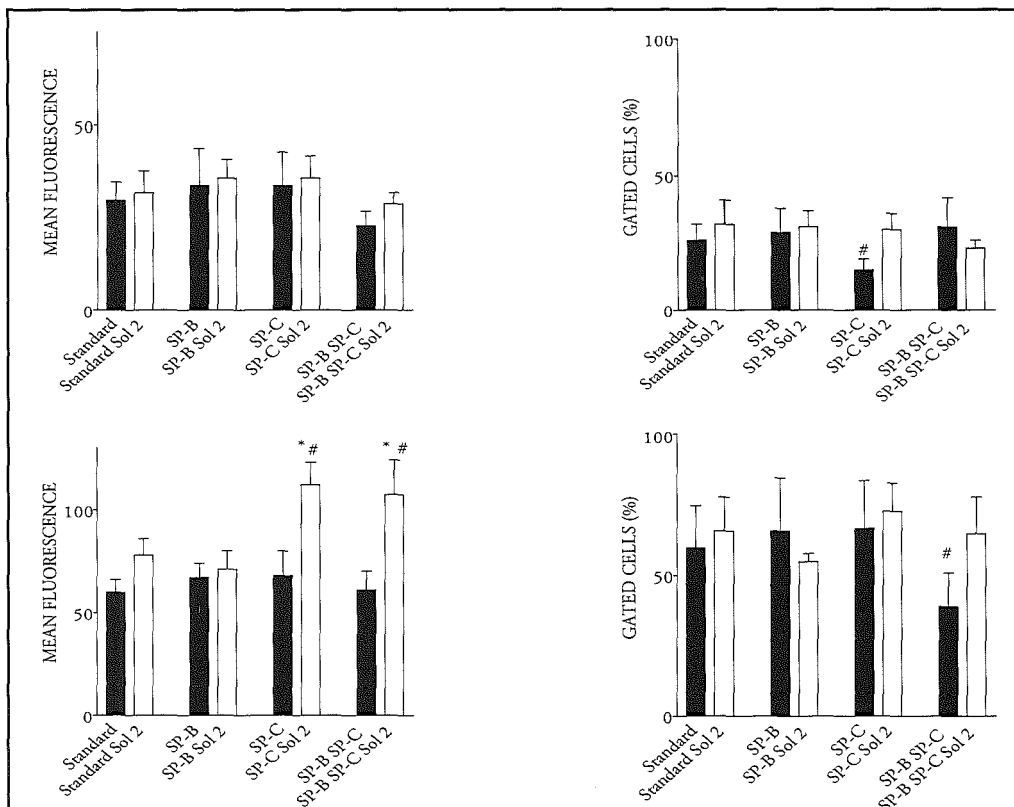 MEAN FLUORESCENCE
50
0
Standard
Standard Sol 2
SP-B
SP-B Sol 2
SP-C
SP-C Sol 2
SP-B SP-C
SP-B SP-C Sol 2
GATED CELLS (%)
100
50
0
#
Standard
Standard Sol 2
SP-B
SP-B Sol 2
SP-C
SP-C Sol 2
SP-B SP-C
SP-B SP-C Sol 2
MEAN FLUORESCENCE
100
50
0
* #
* #
Standard
Standard Sol 2
SP-B
SP-B Sol 2
SP-C
SP-C Sol 2
SP-B SP-C
SP-B SP-C Sol 2
GATED CELLS (%)
100
50
0
#
Standard
Standard Sol 2
SP-B
SP-B Sol 2
SP-C
SP-C Sol 2
SP-B SP-C
SP-B SP-C Sol 2